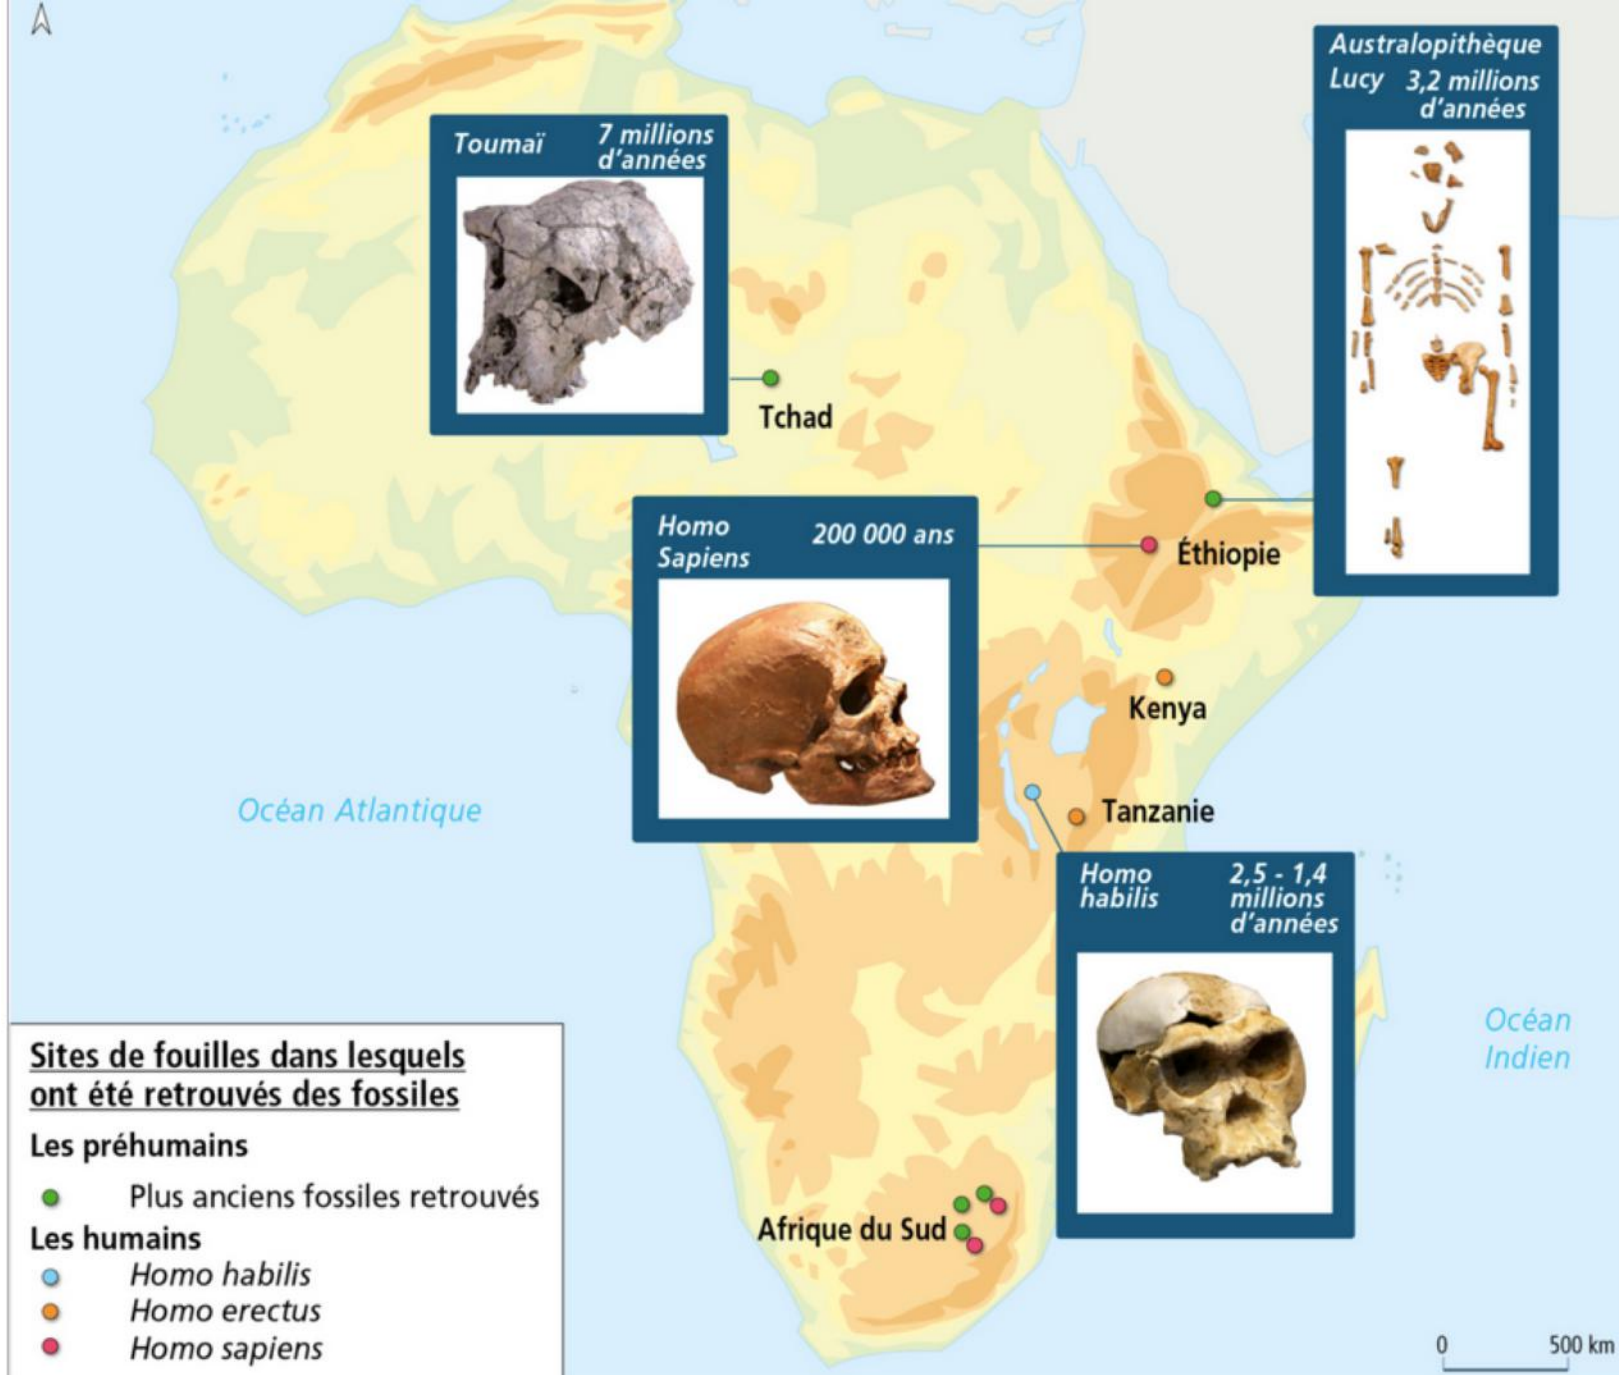 Australopithèque
Lucy 3,2 millions
d'années
Toumaï 7 millions
d'années
Tchad
Homo
Sapiens 200 000 ans
Éthiopie
Kenya
Océan Atlantique
Tanzanie
Homo
habilis 2,5 - 1,4
millions
d'années
Océan
Indien
Sites de fouilles dans lesquels
ont été retrouvés des fossiles
Les préhumains
Plus anciens fossiles retrouvés
Les humains
Homo habilis
Homo erectus
Homo sapiens
Afrique du Sud
0 500 km